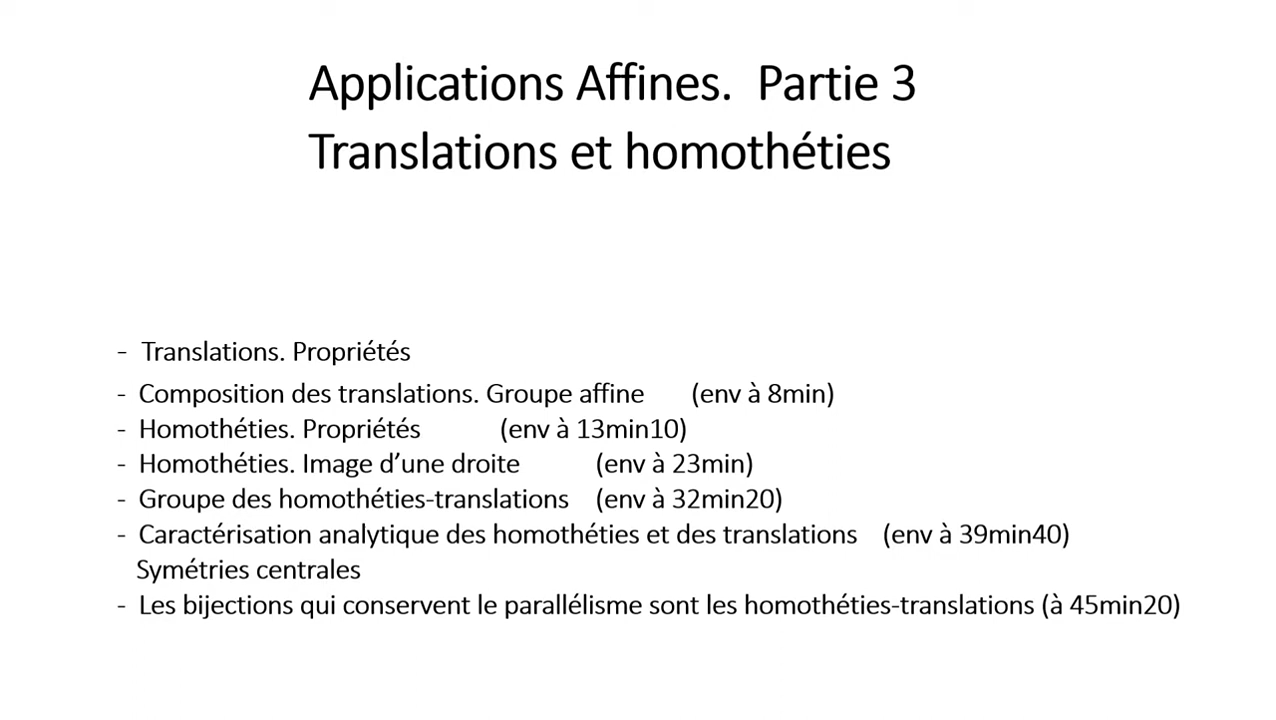 Applications Affines. Partie 3
Translations et homothéties
- Translations. Propriétés
- Composition des translations. Groupe affine (env à 8min)
- Homothéties. Propriétés (env à 13min10)
- Homothéties. Image d’une droite (env à 23min)
- Groupe des homothéties-translations (env à 32min20)
- Caractérisation analytique des homothéties et des translations (env à 39min40)
Symétries centrales
- Les bijections qui conservent le parallélisme sont les homothéties-translations (à 45min20)